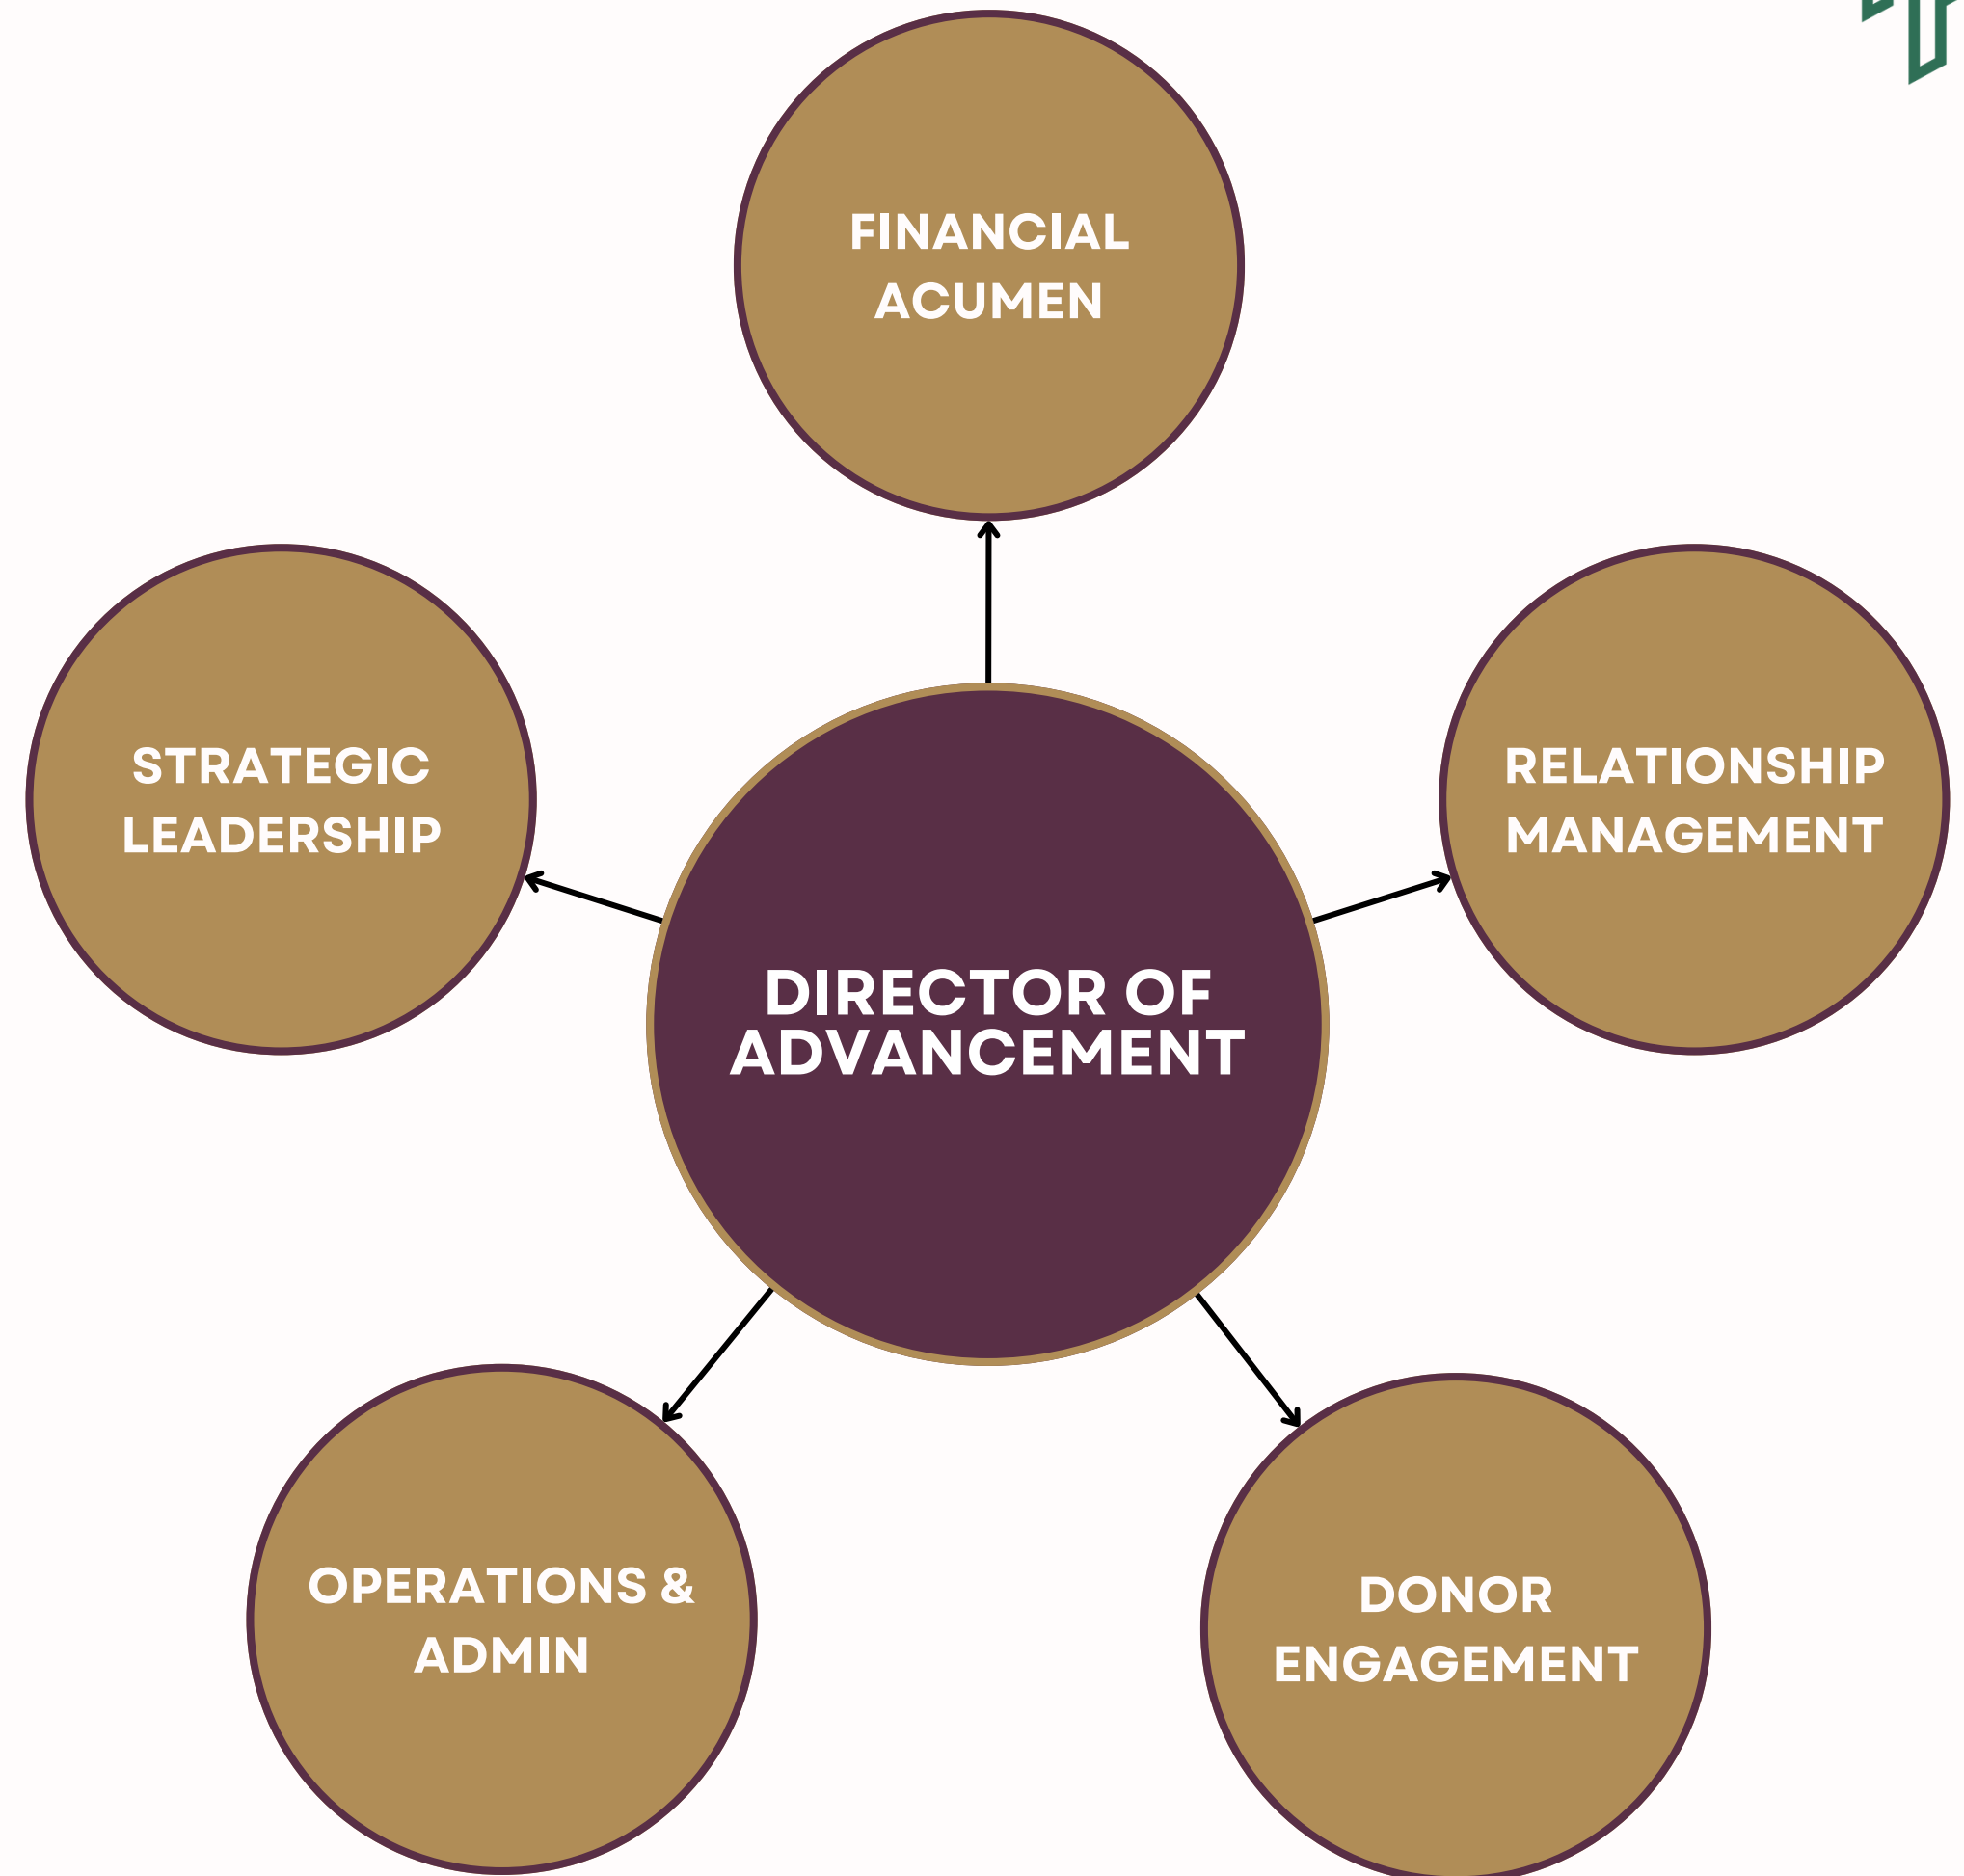 FINANCIAL
ACUMEN
STRATEGIC
LEADERSHIP
RELATIONSHIP
MANAGEMENT
DIRECTOR OF
ADVANCEMENT
OPERATIONS &
ADMIN
DONOR
ENGAGEMENT